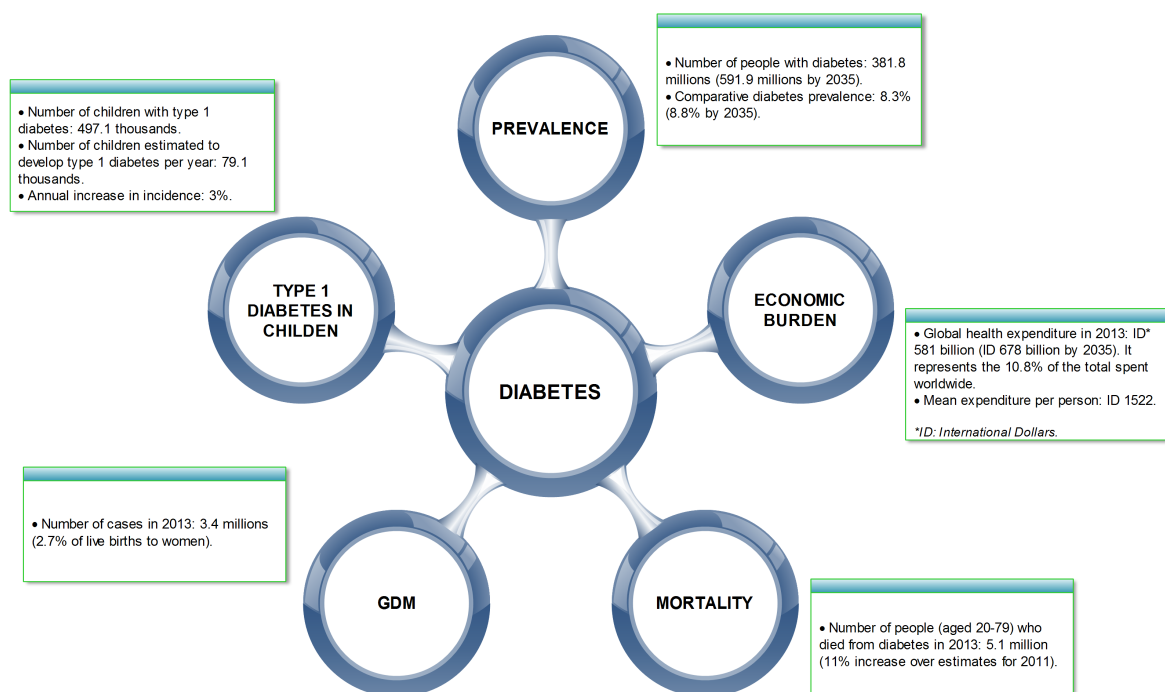 PREVALENCE
• Number of people with diabetes: 381.8
millions (591.9 millions by 2035).
• Comparative diabetes prevalence: 8.3%
(8.8% by 2035).
• Number of children with type 1
diabetes: 497.1 thousands.
• Number of children estimated to
develop type 1 diabetes per year: 79.1
thousands.
• Annual increase in incidence: 3%.
TYPE 1
DIABETES IN
CHILDEN
ECONOMIC
BURDEN
• Global health expenditure in 2013: ID*
581 billion (ID 678 billion by 2035). It
represents the 10.8% of the total spent
worldwide.
• Mean expenditure per person: ID 1522.
*ID: International Dollars.
DIABETES
• Number of cases in 2013: 3.4 millions
(2.7% of live births to women).
GDM
MORTALITY
• Number of people (aged 20-79) who
died from diabetes in 2013: 5.1 million
(11% increase over estimates for 2011).